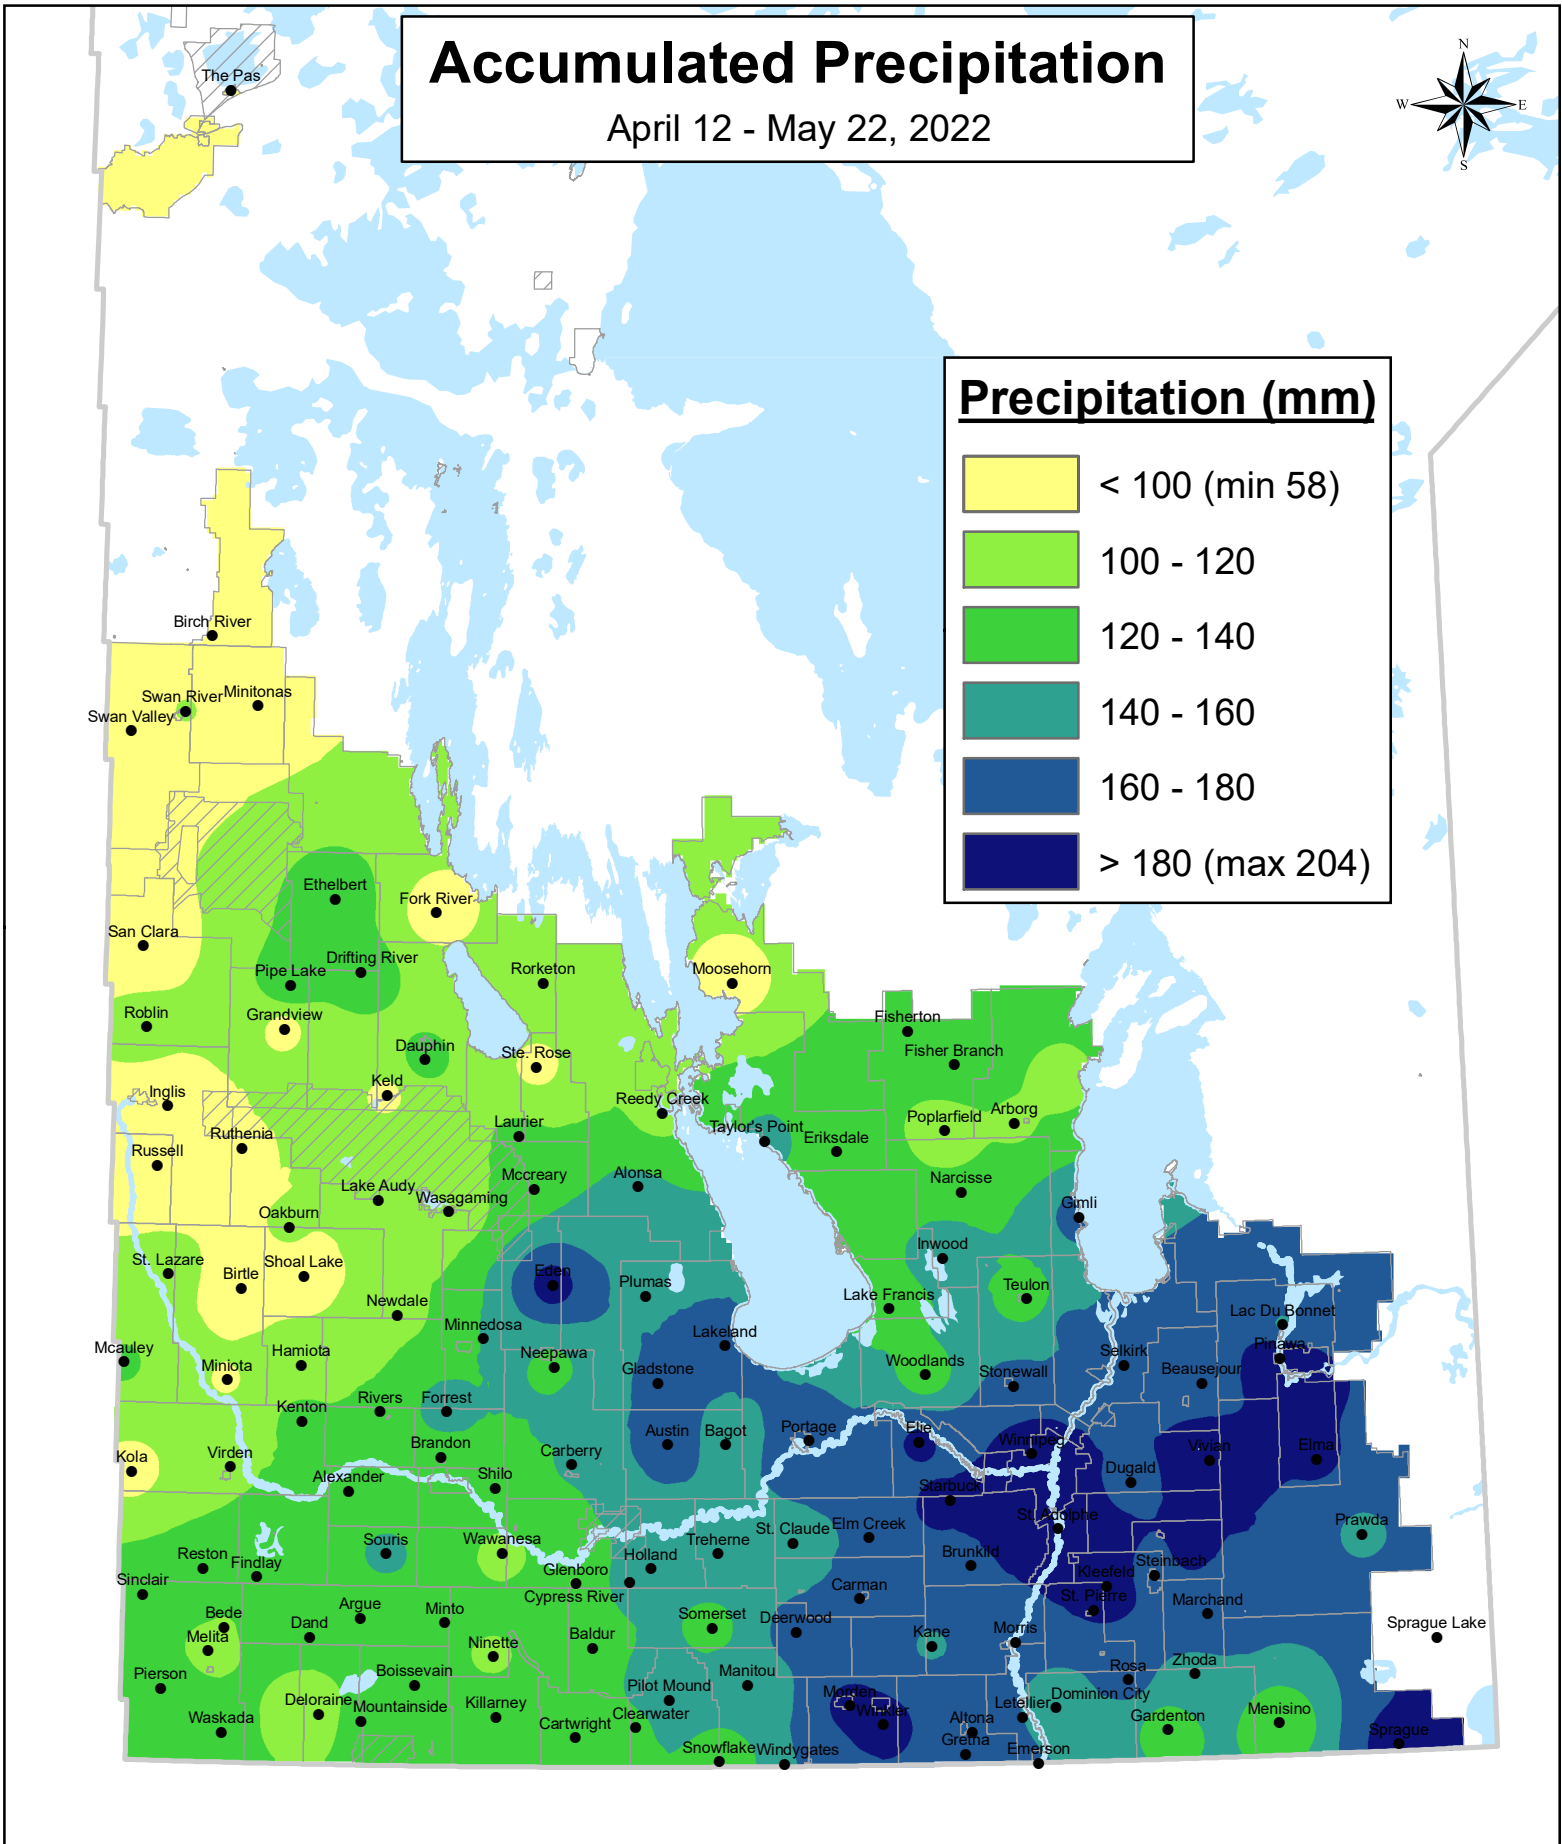 Accumulated Precipitation
April 12 - May 22, 2022
N
W
E
S
Precipitation (mm)
< 100 (min 58)
100 - 120
120 - 140
140 - 160
160 - 180
> 180 (max 204)
The Pas
Birch River
Swan River
Minitonas
Swan Valley
Ethelbert
Fork River
San Clara
Drifting River
Pipe Lake
Rorketon
Moosehorn
Roblin
Grandview
Fisherton
Dauphin
Ste. Rose
Fisher Branch
Keld
Inglis
Reedy Creek
Laurier
Taylor's Point
Poplarfield
Arborg
Ruthenia
Eriksdale
Russell
Mccreary
Alonsa
Narcisse
Lake Audy
Wasagaming
Gimli
Oakburn
St. Lazare
Shoal Lake
Inwood
Birtle
Eden
Plumas
Teulon
Newdale
Lake Francis
Lac Du Bonnet
Minnedosa
Lakeland
Mcauley
Hamiota
Neepawa
Pinawa
Miniota
Gladstone
Woodlands
Stonewall
Selkirk
Beausejour
Kenton
Rivers
Forrest
Austin
Bagot
Portage
Elie
Winnipeg
Vivian
Elma
Kola
Virden
Brandon
Carberry
Alexander
Shilo
Dugald
Starbuck
St. Adolphe
Souris
Wawanesa
Treherne
St. Claude
Elm Creek
Prawda
Reston
Findlay
Holland
Brunkild
Steinbach
Sinclair
Glenboro
Kleefeld
Cypress River
Carman
St. Pierre
Marchand
Bede
Dand
Argue
Minto
Somerset
Deerwood
Kane
Morris
Sprague Lake
Melita
Ninette
Baldur
Pierson
Boissevain
Pilot Mound
Manitou
Rosa
Zhoda
Deloraine
Mountainside
Killarney
Clearwater
Morden
Winkler
Letellier
Dominion City
Waskada
Cartwright
Altona
Gardenton
Menisino
Snowflake
Windygates
Gretna
Emerson
Sprague